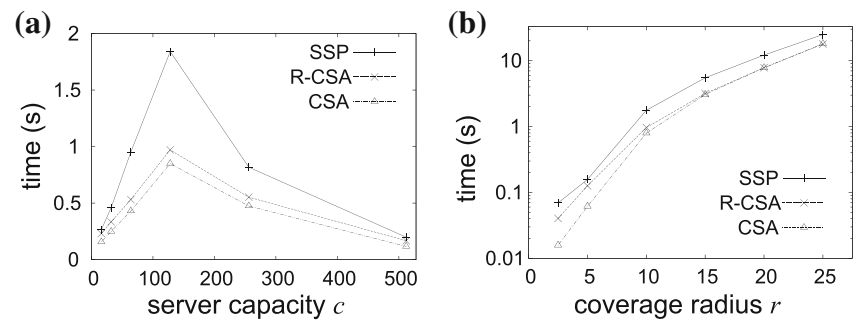 (a)
time (s)
2
1.5
1
0.5
0
SSP
R-CSA
CSA
0 100 200 300 400 500
server capacity c
(b)
time (s)
10
1
0.1
0.01
SSP
R-CSA
CSA
5 10 15 20 25
coverage radius r